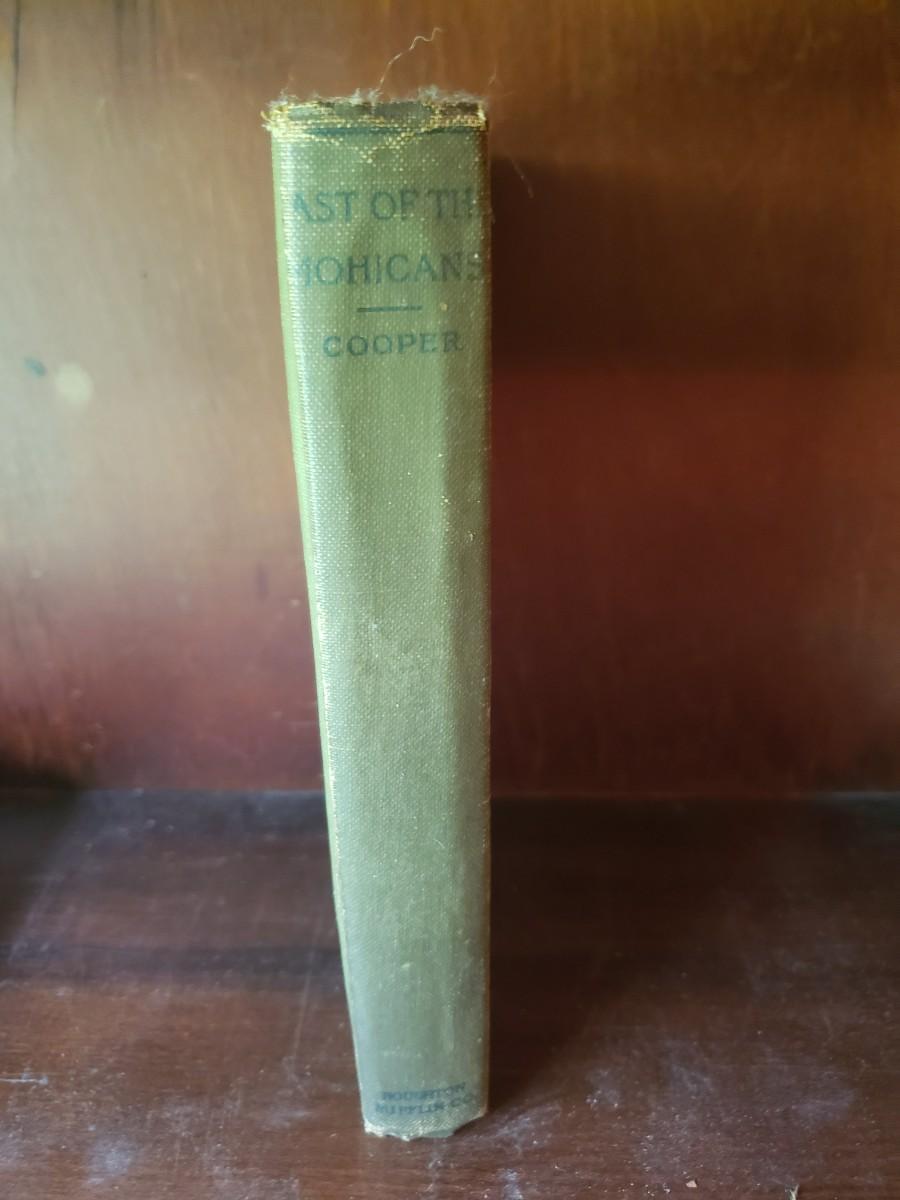 AST OF TH
MOHICANS
COOPER
HOUGHTON
MIFFLIN CO.